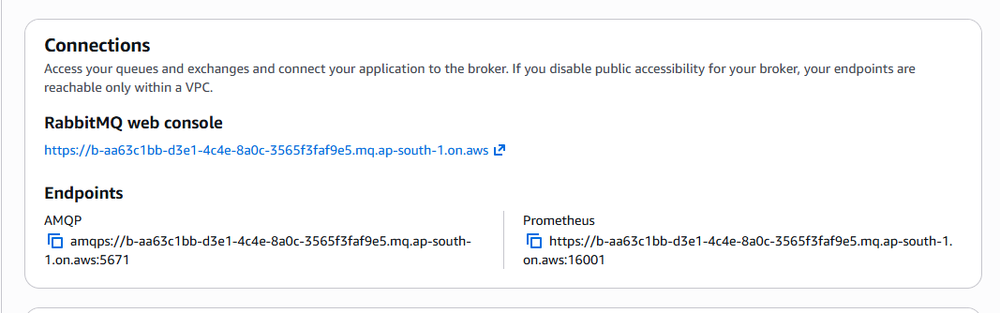 Connections
Access your queues and exchanges and connect your application to the broker. If you disable public accessibility for your broker, your endpoints are
reachable only within a VPC.
RabbitMQ web console
https://b-aa63c1bb-d3e1-4c4e-8a0c-3565f3faf9e5.mq.ap-south-1.on.aws
Endpoints
AMQP
amqps://b-aa63c1bb-d3e1-4c4e-8a0c-3565f3faf9e5.mq.ap-south-
1.on.aws:5671
Prometheus
https://b-aa63c1bb-d3e1-4c4e-8a0c-3565f3faf9e5.mq.ap-south-1.
on.aws:16001